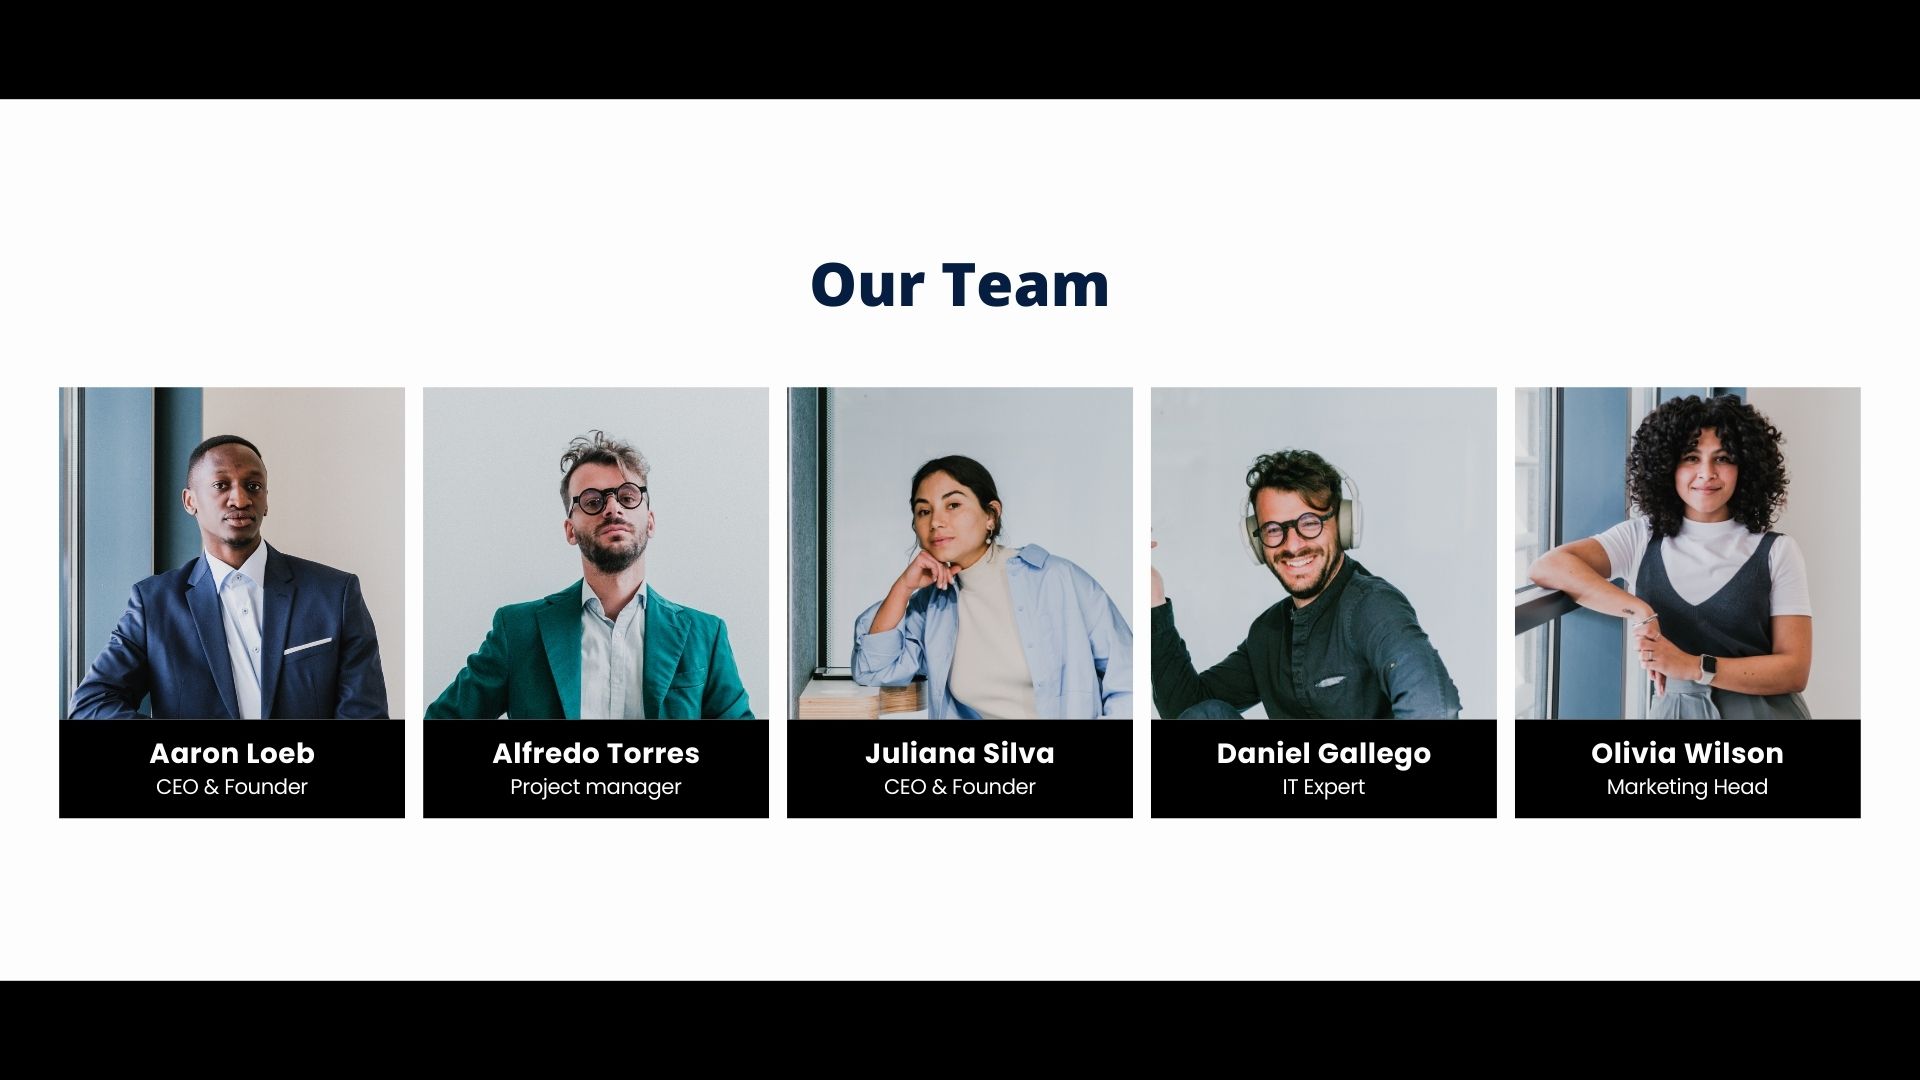 Our Team
Aaron Loeb
CEO & Founder
Alfredo Torres
Project manager
Juliana Silva
CEO & Founder
Daniel Gallego
IT Expert
Olivia Wilson
Marketing Head